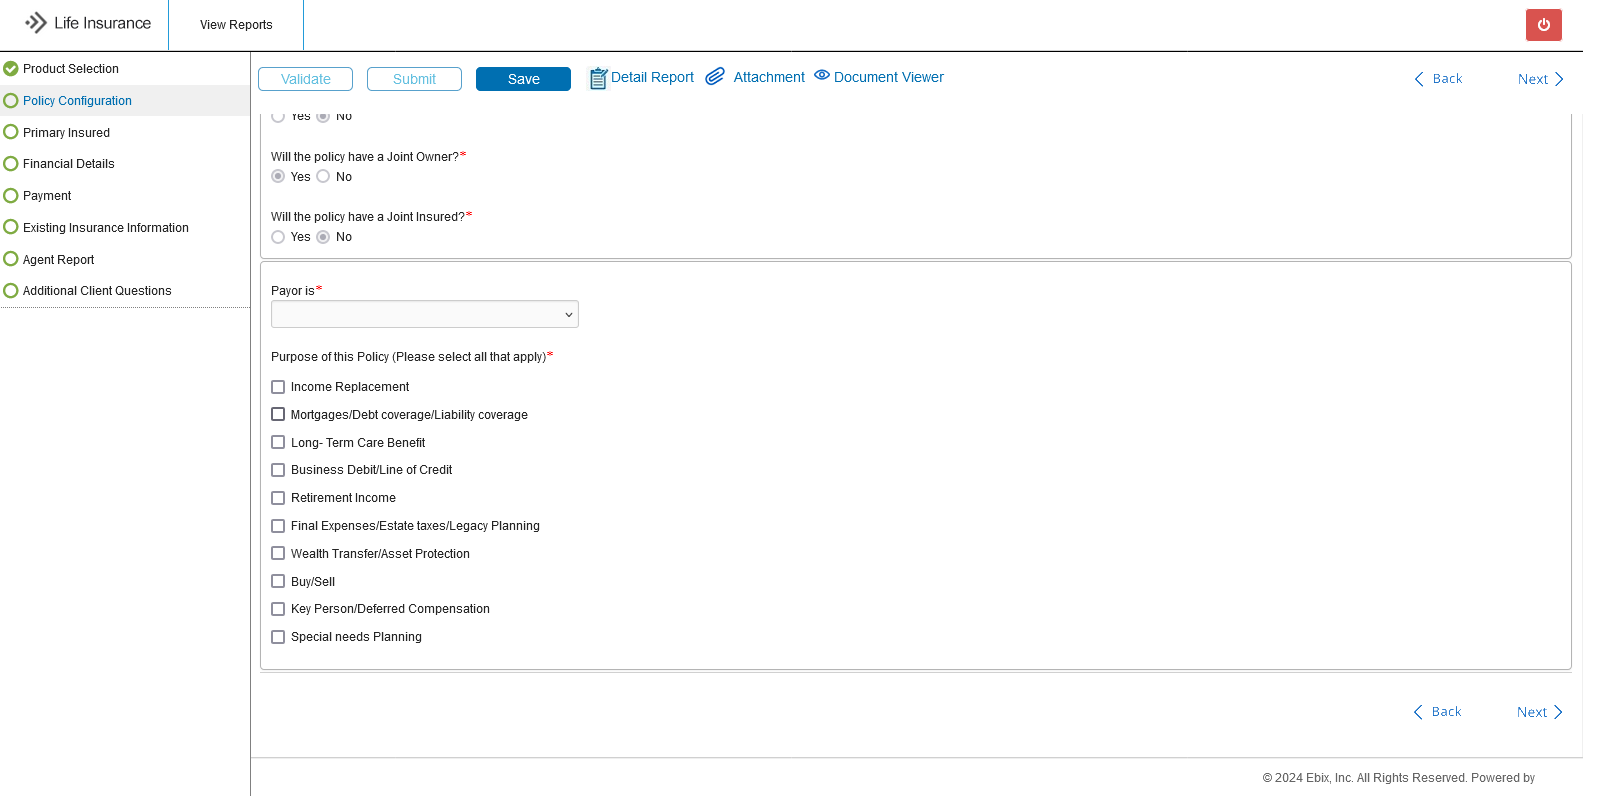 Life Insurance
View Reports
Product Selection
Policy Configuration
Primary Insured
Financial Details
Payment
Existing Insurance Information
Agent Report
Additional Client Questions
Validate
Submit
Save
Detail Report
Attachment
Document Viewer
Back
Next
Yes No
Will the policy have a Joint Owner?*
Yes No
Will the policy have a Joint Insured?*
Yes No
Payor is*
Purpose of this Policy (Please select all that apply)*
Income Replacement
Mortgages/Debt coverage/Liability coverage
Long- Term Care Benefit
Business Debit/Line of Credit
Retirement Income
Final Expenses/Estate taxes/Legacy Planning
Wealth Transfer/Asset Protection
Buy/Sell
Key Person/Deferred Compensation
Special needs Planning
Back
Next
© 2024 Ebix, Inc. All Rights Reserved. Powered by